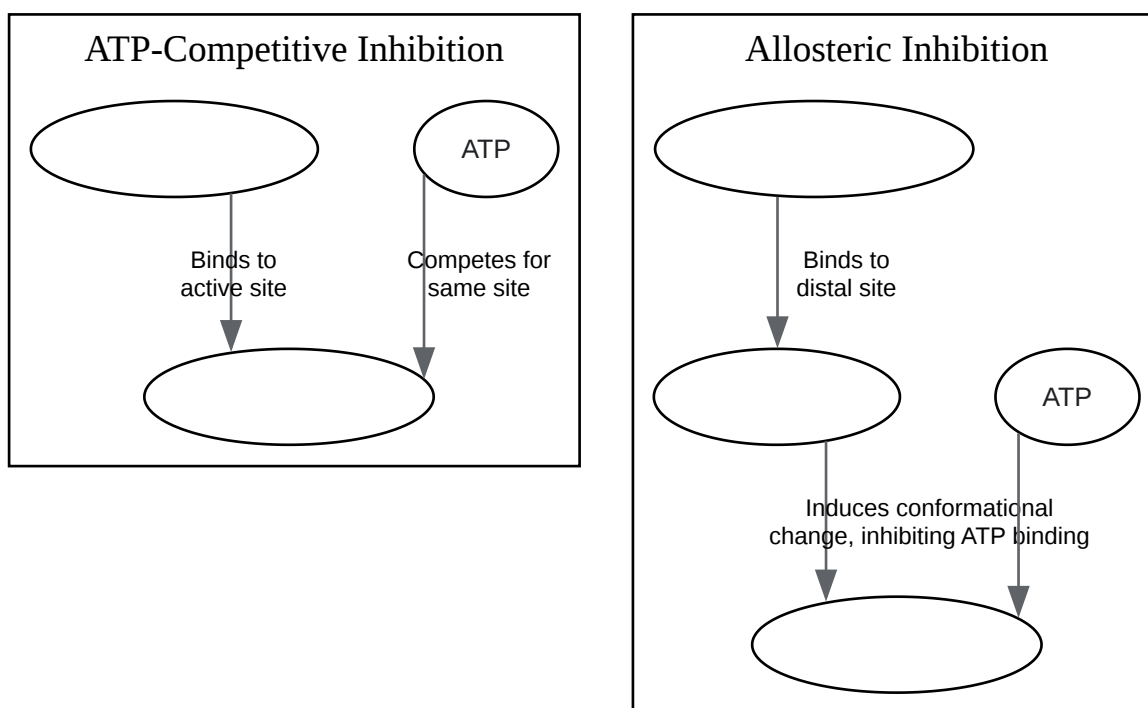 ATP-Competitive Inhibition
ATP
Binds to
active site
Competes for
same site
Allosteric Inhibition
Binds to
distal site
ATP
Induces conformational
change, inhibiting ATP binding